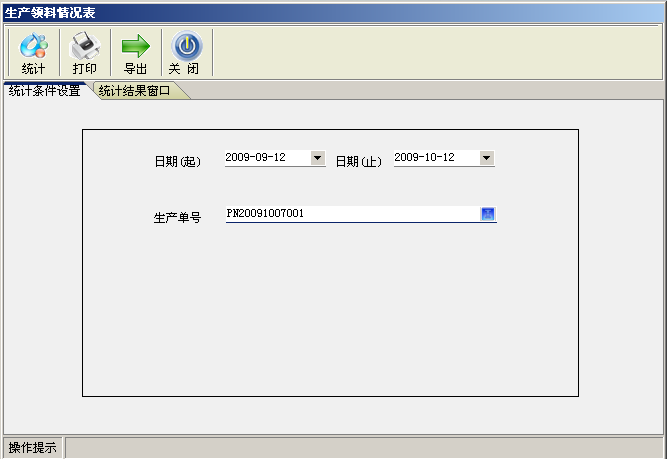 生产领料情况表
统计 打印 导出 关 闭
统计条件设置 统计结果窗口
日期(起) 2009-09-12 日期(止) 2009-10-12
生产单号 PN20091007001
操作提示